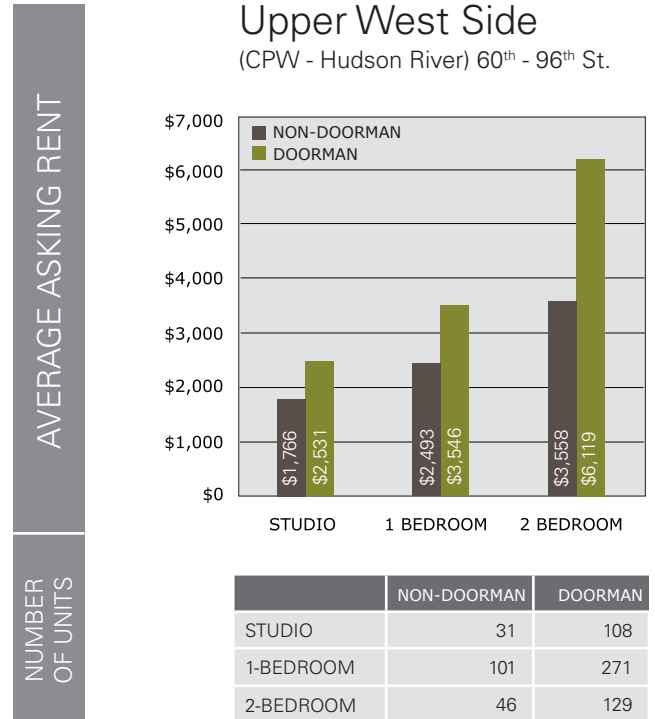 Upper West Side
(CPW - Hudson River) 60th - 96th St.
AVERAGE ASKING RENT
$7,000
$6,000
$5,000
$4,000
$3,000
$2,000
$1,000
$0
NON-DOORMAN
DOORMAN
$1,766
$2,531
$2,493
$3,546
$3,558
$6,119
STUDIO 1 BEDROOM 2 BEDROOM
NUMBER
OF UNITS
NON-DOORMAN DOORMAN
STUDIO 31 108
1-BEDROOM 101 271
2-BEDROOM 46 129